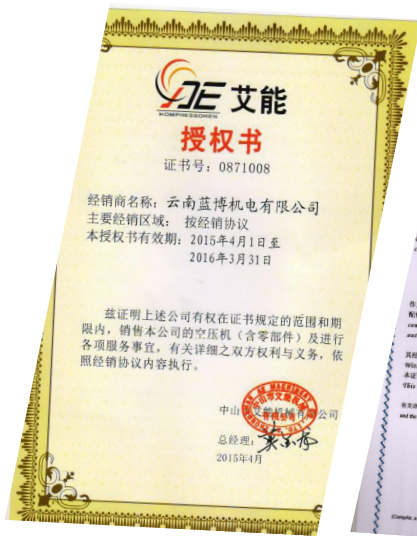 AE 艾能
KOMPRESSOREN
授权书
证书号：0871008
经销商名称：云南蓝博机电有限公司
主要经销区域： 按经销协议
本授权书有效期：2015年4月1日至
2016年3月31日
兹证明上述公司有权在证书规定的范围和期
限内，销售本公司的空压机（含零部件）及进行
各项服务事宜，有关详细之双方权利与义务，依
照经销协议内容执行。
中山 艾能机械有 公司
总经理：
2015年4月